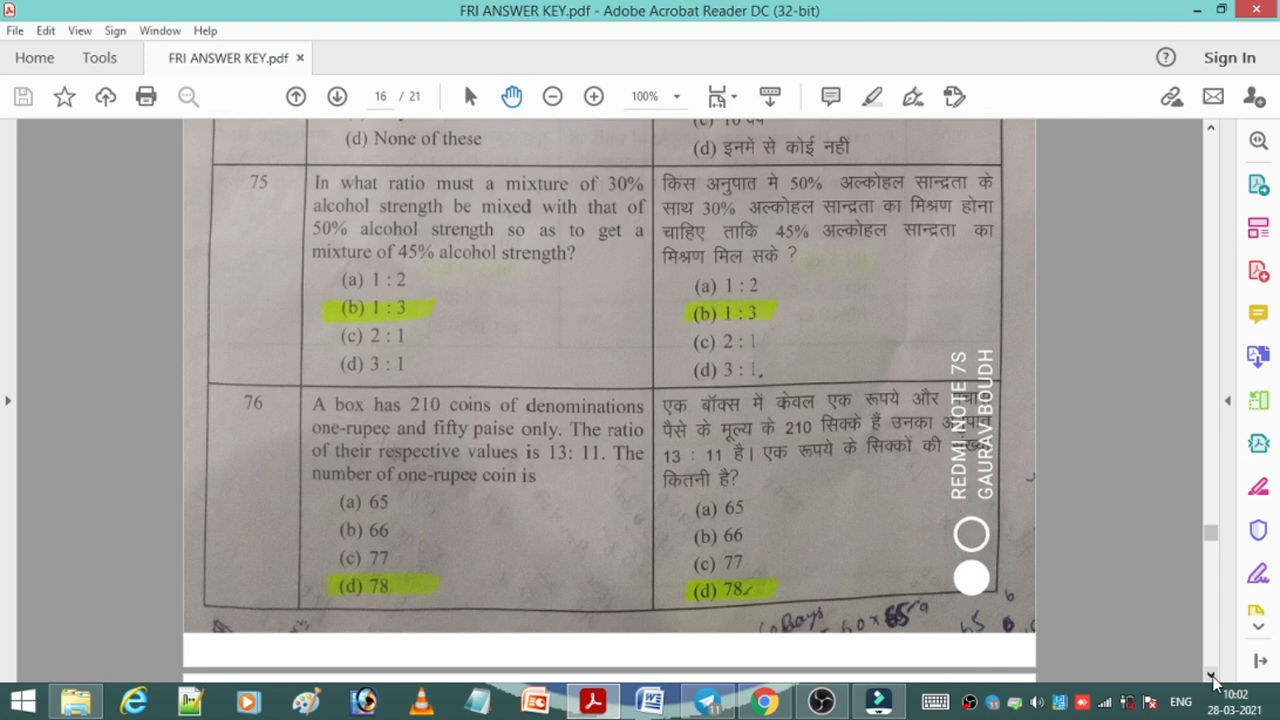 FRI ANSWER KEY.pdf - Adobe Acrobat Reader DC (32-bit)
File Edit View Sign Window Help
Home Tools FRI ANSWER KEY.pdf × Sign In
16 / 21 100%
(d) None of these
(d) इनमें से कोई नहीं
75
In what ratio must a mixture of 30%
alcohol strength be mixed with that of
50% alcohol strength so as to get a
mixture of 45% alcohol strength?
(a) 1 : 2
(b) 1 : 3
(c) 2 : 1
(d) 3 : 1
किस अनुपात मे 50% अल्कोहल सान्द्रता के
साथ 30% अल्कोहल सान्द्रता का मिश्रण होना
चाहिए ताकि 45% अल्कोहल सान्द्रता का
मिश्रण मिल सके ?
(a) 1 : 2
(b) 1 : 3
(c) 2 : 1
(d) 3 : 1
76
A box has 210 coins of denominations
one-rupee and fifty paise only. The ratio
of their respective values is 13: 11. The
number of one-rupee coin is
(a) 65
(b) 66
(c) 77
(d) 78
एक बॉक्स में केवल एक रूपये और
पैसे के मूल्य के 210 सिक्के हैं उनका
13 : 11 है। एक रूपये के सिक्कों की
कितनी है?
(a) 65
(b) 66
(c) 77
(d) 78
REDMI NOTE 7S
GAURAV BOUDH
ENG
10:02
28-03-2021